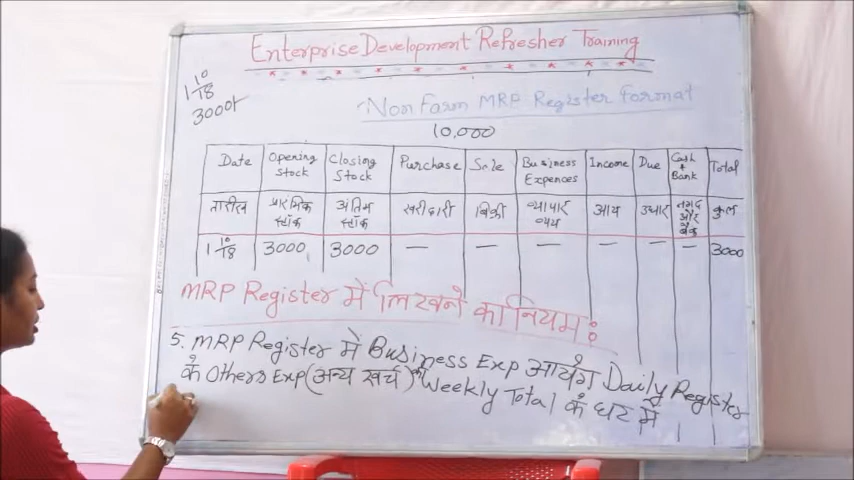 Enterprise Development Refresher Training
1 10/18
3000+
Non Farm MRP Register format
10,000
Date Opening Stock Closing Stock Purchase Sale Business Expences Income Due Cash + Bank Total
तारीख प्रारंभिक स्टॉक अंतिम स्टॉक खरीदारी बिक्री व्यापार व्यय आय उधार नगद और बैंक कुल
1 10/18 3000 3000 — — — — — — 3000
MRP Register में लिखने का नियम:
5. MRP Register में Business Exp आयेंगे Daily Register
के Others Exp (अन्य खर्च) Weekly Total के घर में